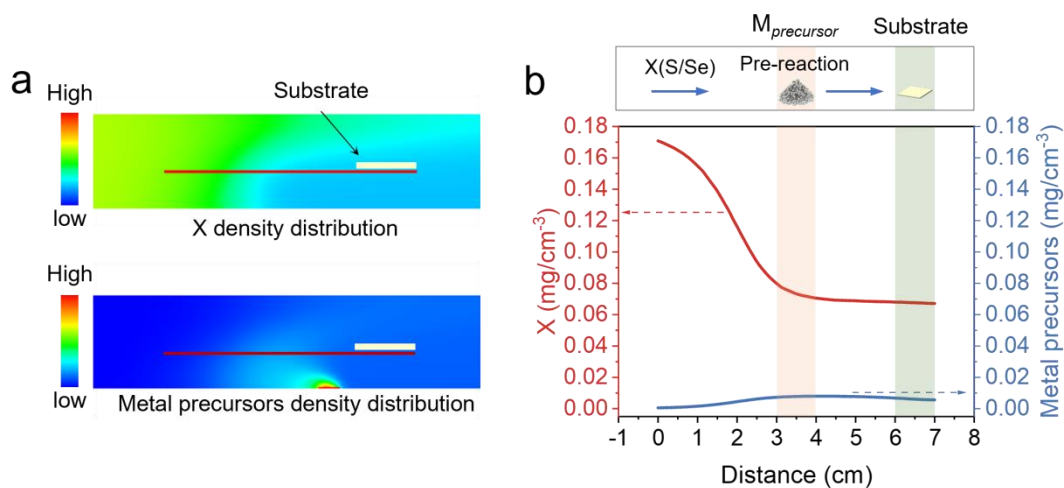 a
High
low
Substrate
X density distribution
High
low
Metal precursors density distribution
b
M_precursor
Substrate
X(S/Se)
Pre-reaction
0.18
0.16
0.14
0.12
0.10
0.08
0.06
0.04
0.02
0.00
X (mg/cm⁻³)
0.18
0.16
0.14
0.12
0.10
0.08
0.06
0.04
0.02
0.00
Metal precursors (mg/cm⁻³)
-1 0 1 2 3 4 5 6 7 8
Distance (cm)